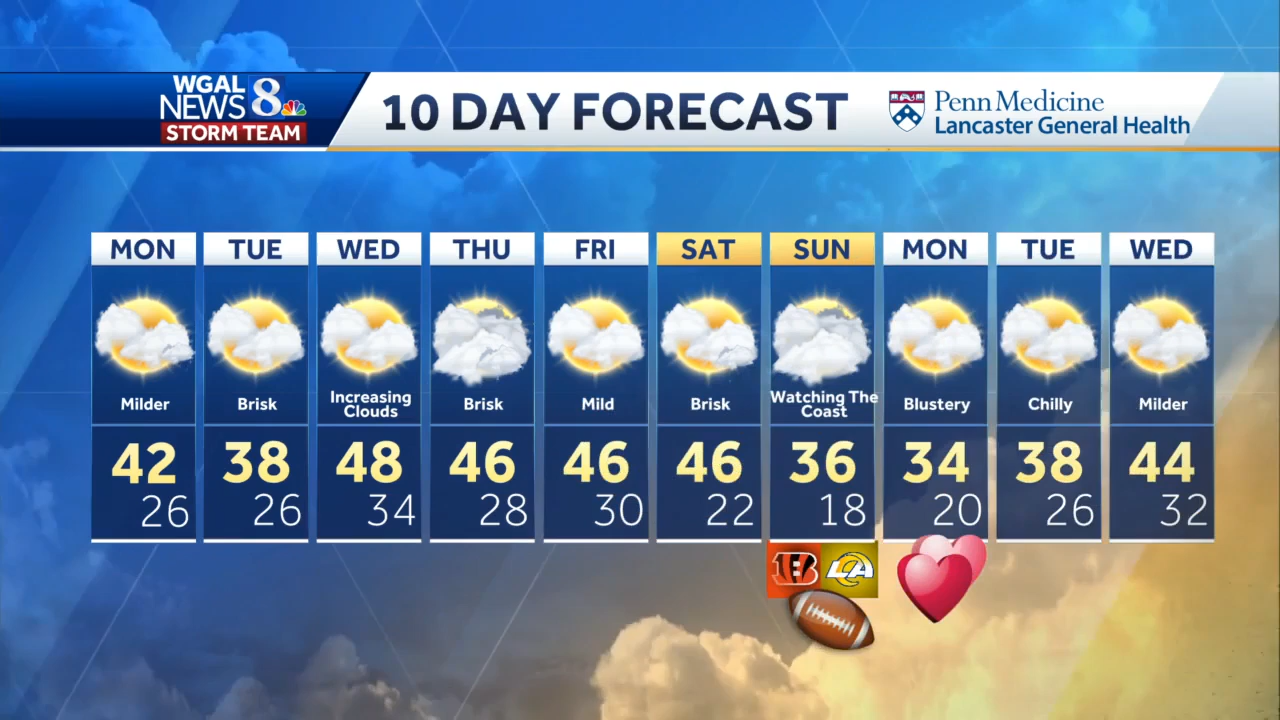 WGAL
NEWS 8
STORM TEAM
10 DAY FORECAST
Penn Medicine
Lancaster General Health
MON TUE WED THU FRI SAT SUN MON TUE WED
Milder Brisk Increasing Clouds Brisk Mild Brisk Watching The Coast Blustery Chilly Milder
42 38 48 46 46 46 36 34 38 44
26 26 34 28 30 22 18 20 26 32
B LA